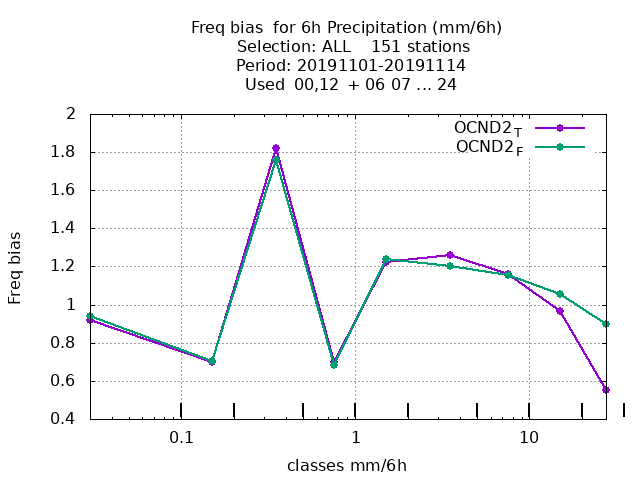 Freq bias  for 6h Precipitation (mm/6h)
Selection: ALL    151 stations
Period: 20191101-20191114
Used  00,12  + 06 07 ... 24
OCND2T
OCND2F
2
1.8
1.6
1.4
1.2
1
0.8
0.6
0.4
Freq bias
0.1 1 10
classes mm/6h